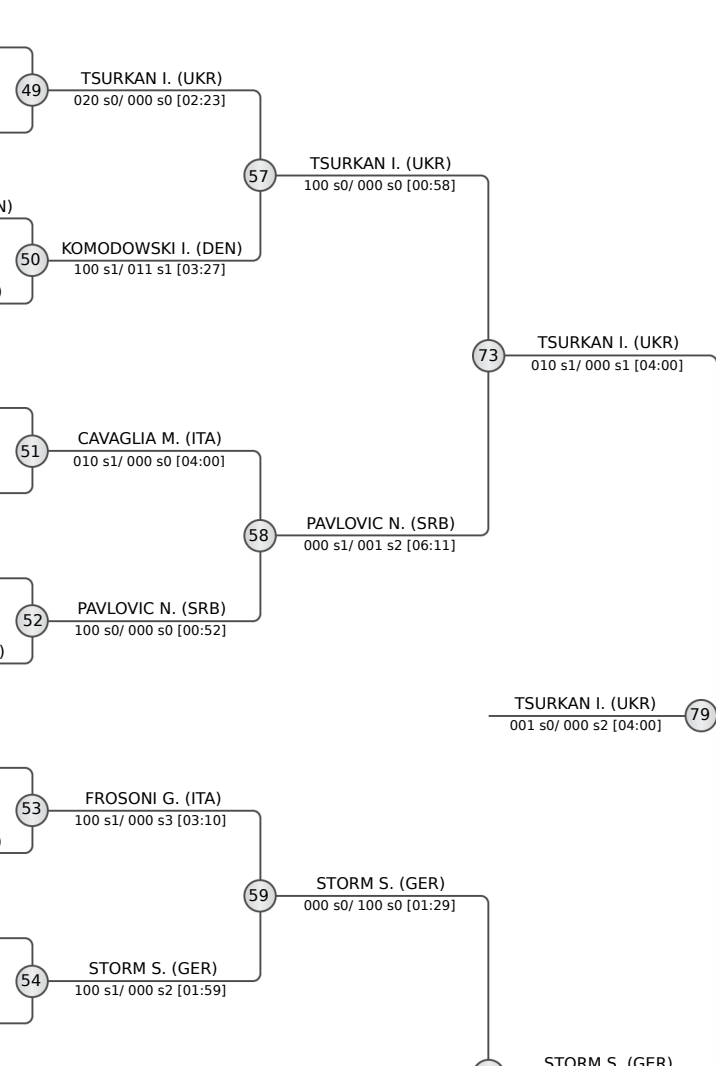 49
TSURKAN I. (UKR)
020 s0/ 000 s0 [02:23]
57
TSURKAN I. (UKR)
100 s0/ 000 s0 [00:58]
N)
50
KOMODOWSKI I. (DEN)
100 s1/ 011 s1 [03:27]
)
73
TSURKAN I. (UKR)
010 s1/ 000 s1 [04:00]
51
CAVAGLIA M. (ITA)
010 s1/ 000 s0 [04:00]
58
PAVLOVIC N. (SRB)
000 s1/ 001 s2 [06:11]
52
PAVLOVIC N. (SRB)
100 s0/ 000 s0 [00:52]
)
TSURKAN I. (UKR)
001 s0/ 000 s2 [04:00]
79
53
FROSONI G. (ITA)
100 s1/ 000 s3 [03:10]
)
59
STORM S. (GER)
000 s0/ 100 s0 [01:29]
54
STORM S. (GER)
100 s1/ 000 s2 [01:59]
STORM S. (GER)